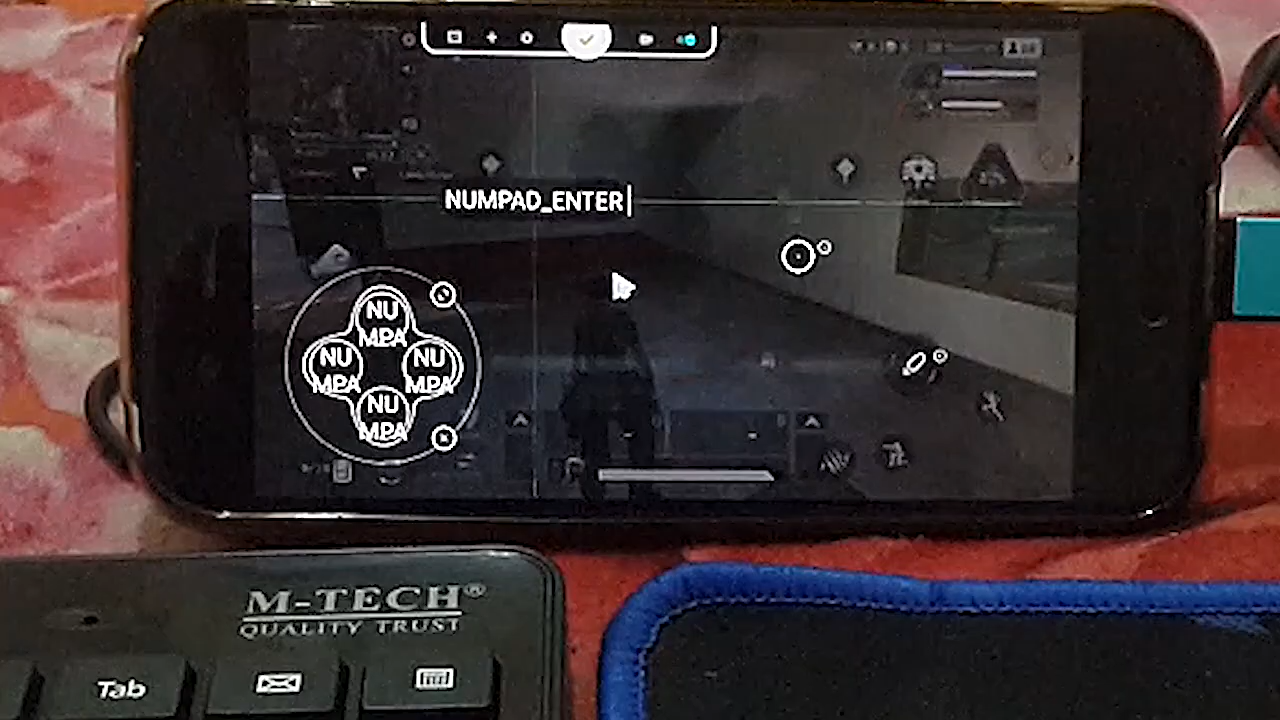 NUMPAD_ENTER
NU
MPA
NU
MPA
NU
MPA
NU
MPA
M-TECH®
QUALITY TRUST
Tab